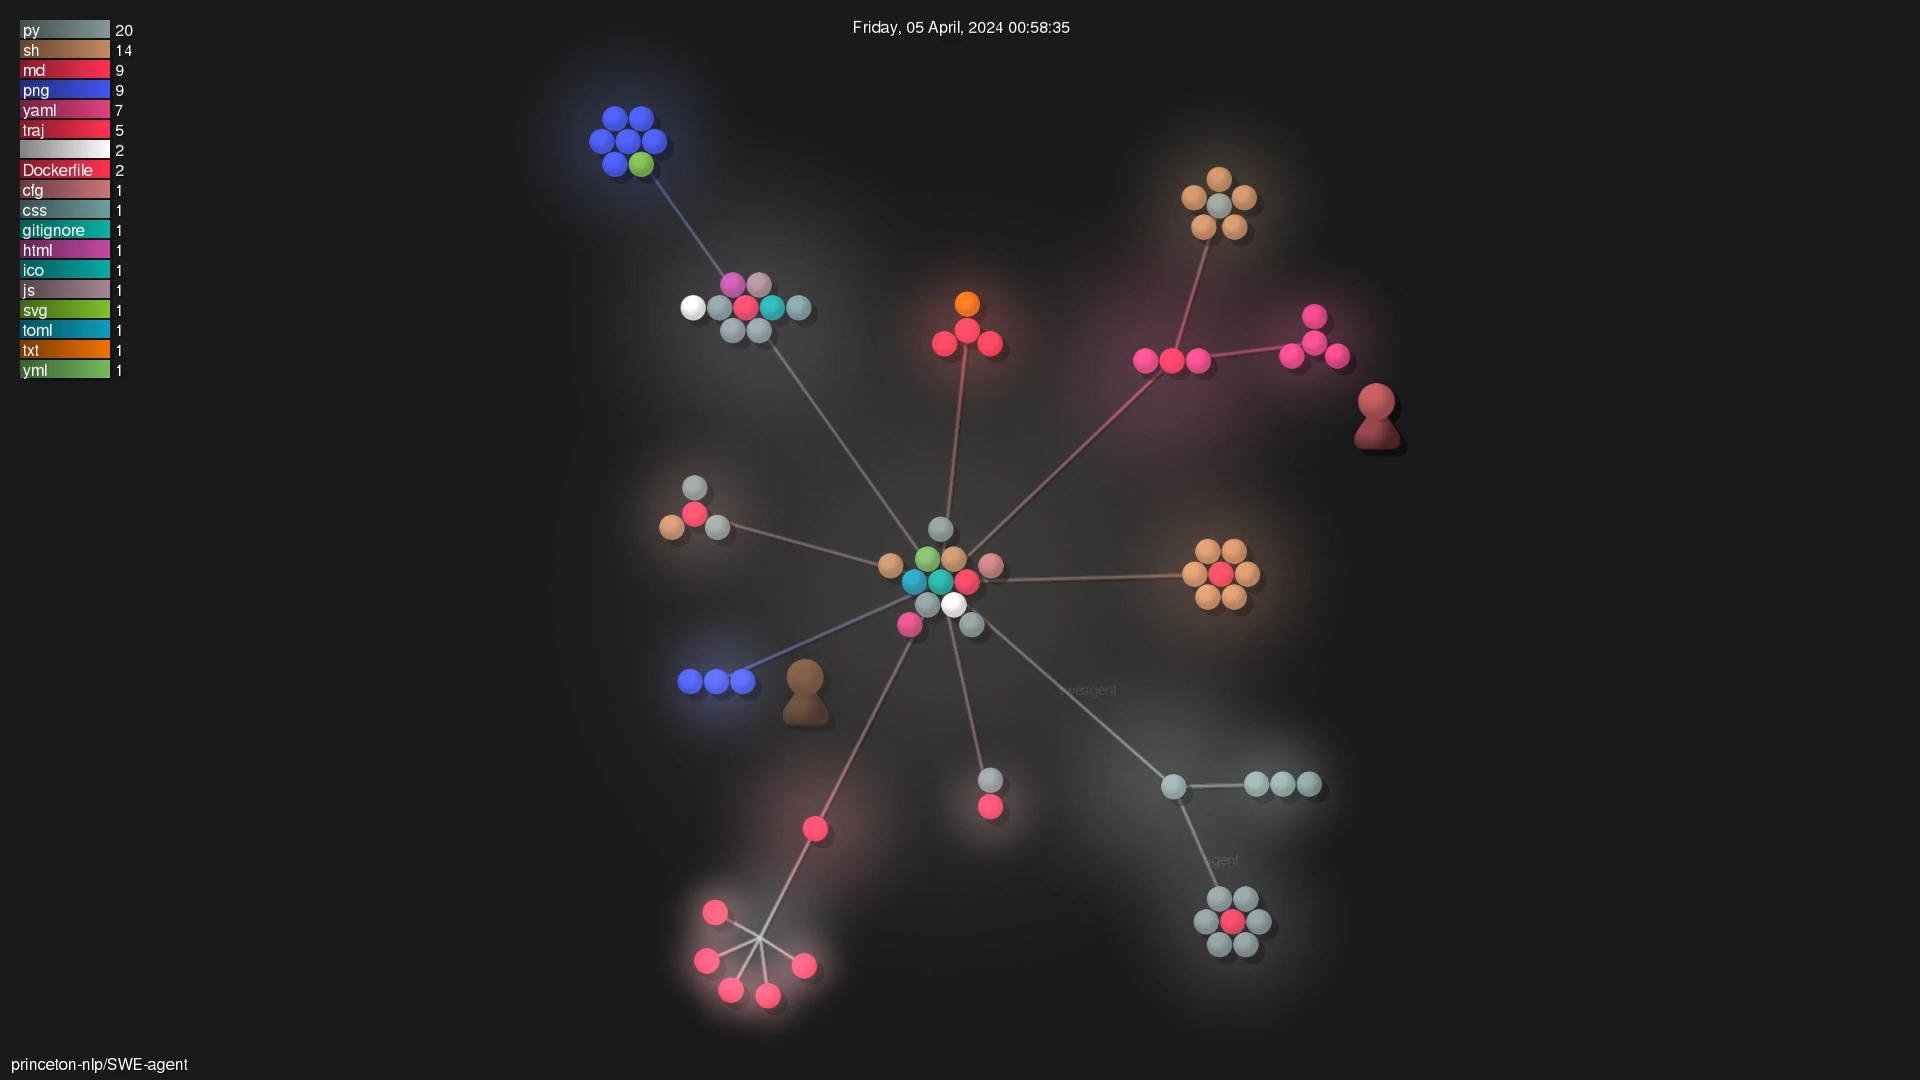 Friday, 05 April, 2024 00:58:35
py 20
sh 14
md 9
png 9
yaml 7
traj 5
2
Dockerfile 2
cfg 1
css 1
gitignore 1
html 1
ico 1
js 1
svg 1
toml 1
txt 1
yml 1
sweagent
agent
princeton-nlp/SWE-agent